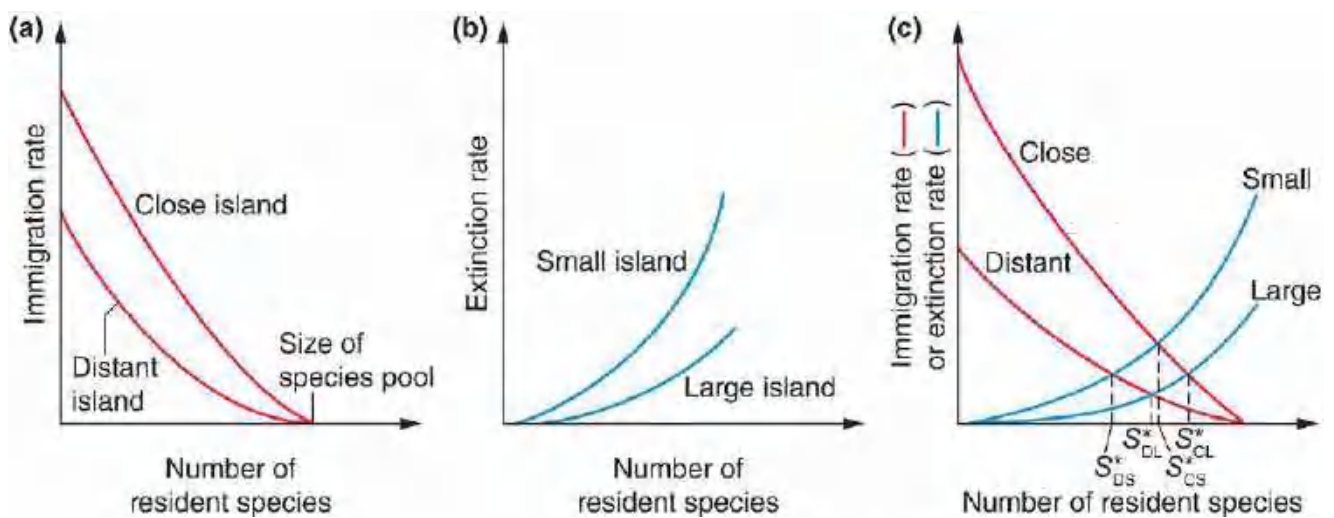 (a)
Immigration rate
Close island
Distant
island
Size of
species pool
Number of
resident species
(b)
Extinction rate
Small island
Large island
Number of
resident species
(c)
Immigration rate (—)
or extinction rate (—)
Close
Distant
Small
Large
S*DS
S*DL
S*CS
S*CL
Number of resident species